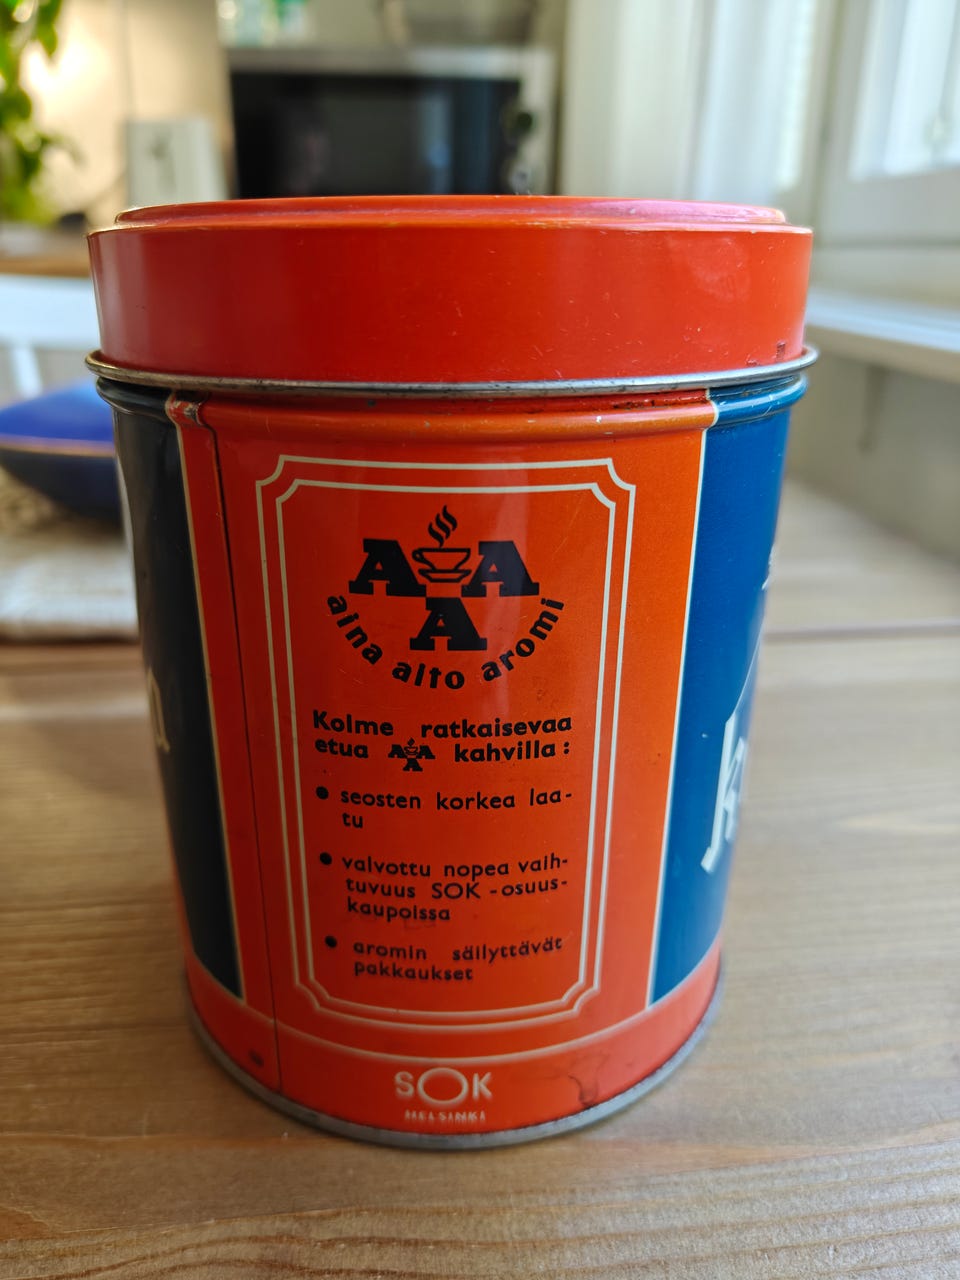 A A
A
aina aito aromi
Kolme ratkaisevaa
etua AAA kahvilla:
• seosten korkea laa-
tu
• valvottu nopea vaih-
tuvuus SOK-osuus-
kaupoissa
• aromin säilyttävät
pakkaukset
SOK
HELSINKI